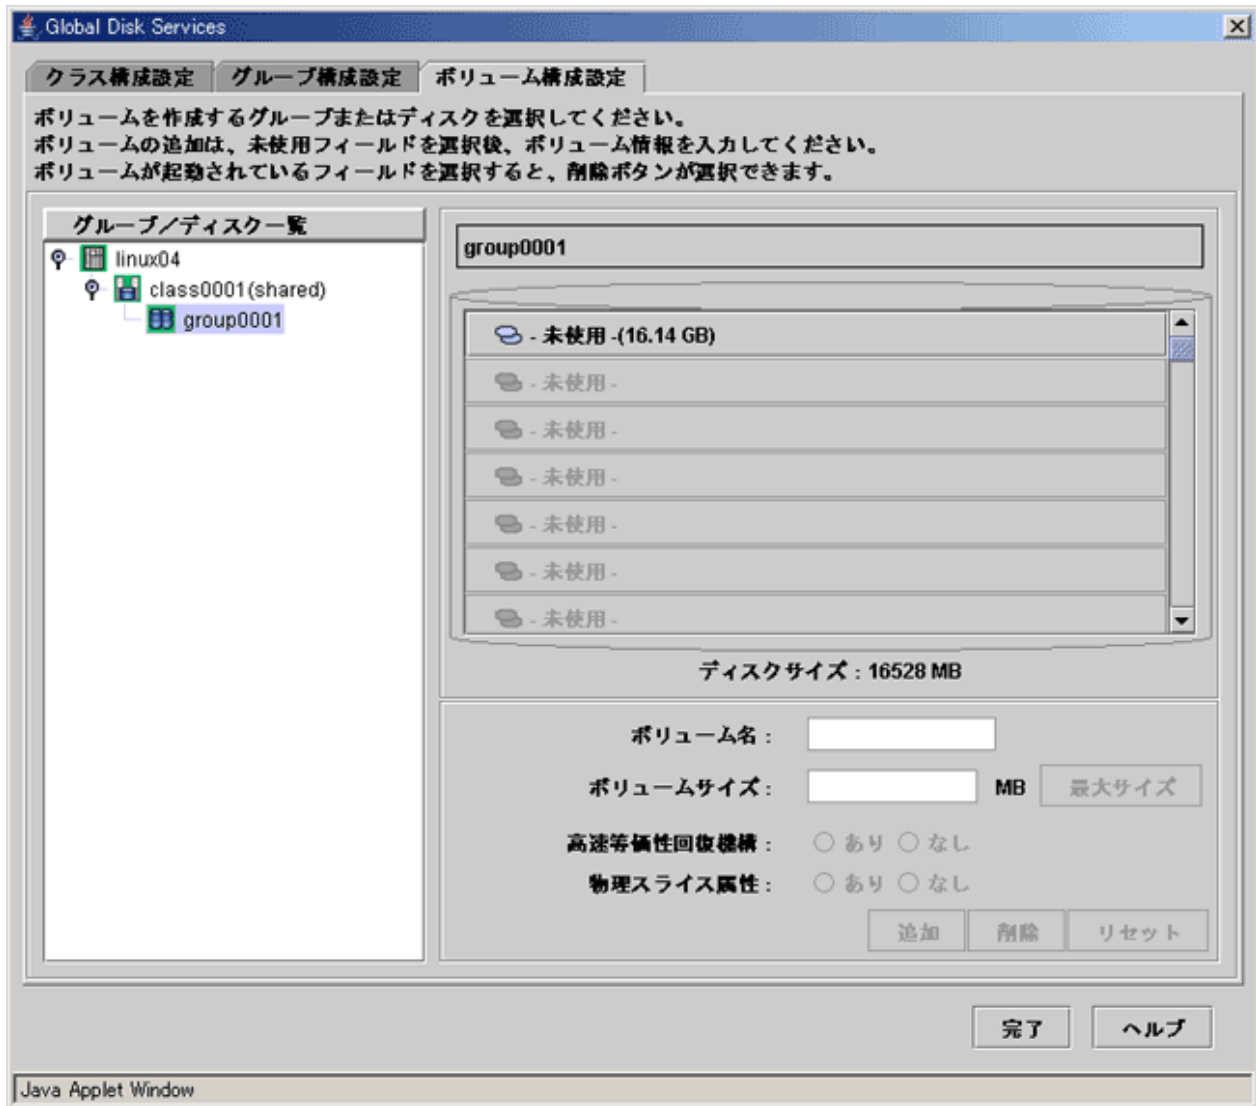 Global Disk Services
クラス構成設定 グループ構成設定 ボリューム構成設定
ボリュームを作成するグループまたはディスクを選択してください。
ボリュームの追加は、未使用フィールドを選択後、ボリューム情報を入力してください。
ボリュームが起動されているフィールドを選択すると、削除ボタンが選択できます。
グループ/ディスク一覧
linux04
class0001(shared)
group0001
group0001
- 未使用 -(16.14 GB)
- 未使用 -
- 未使用 -
- 未使用 -
- 未使用 -
- 未使用 -
- 未使用 -
ディスクサイズ : 16528 MB
ボリューム名 :
ボリュームサイズ : MB 最大サイズ
高速等価性回復機構 : あり なし
物理スライス属性 : あり なし
追加 削除 リセット
完了 ヘルプ
Java Applet Window